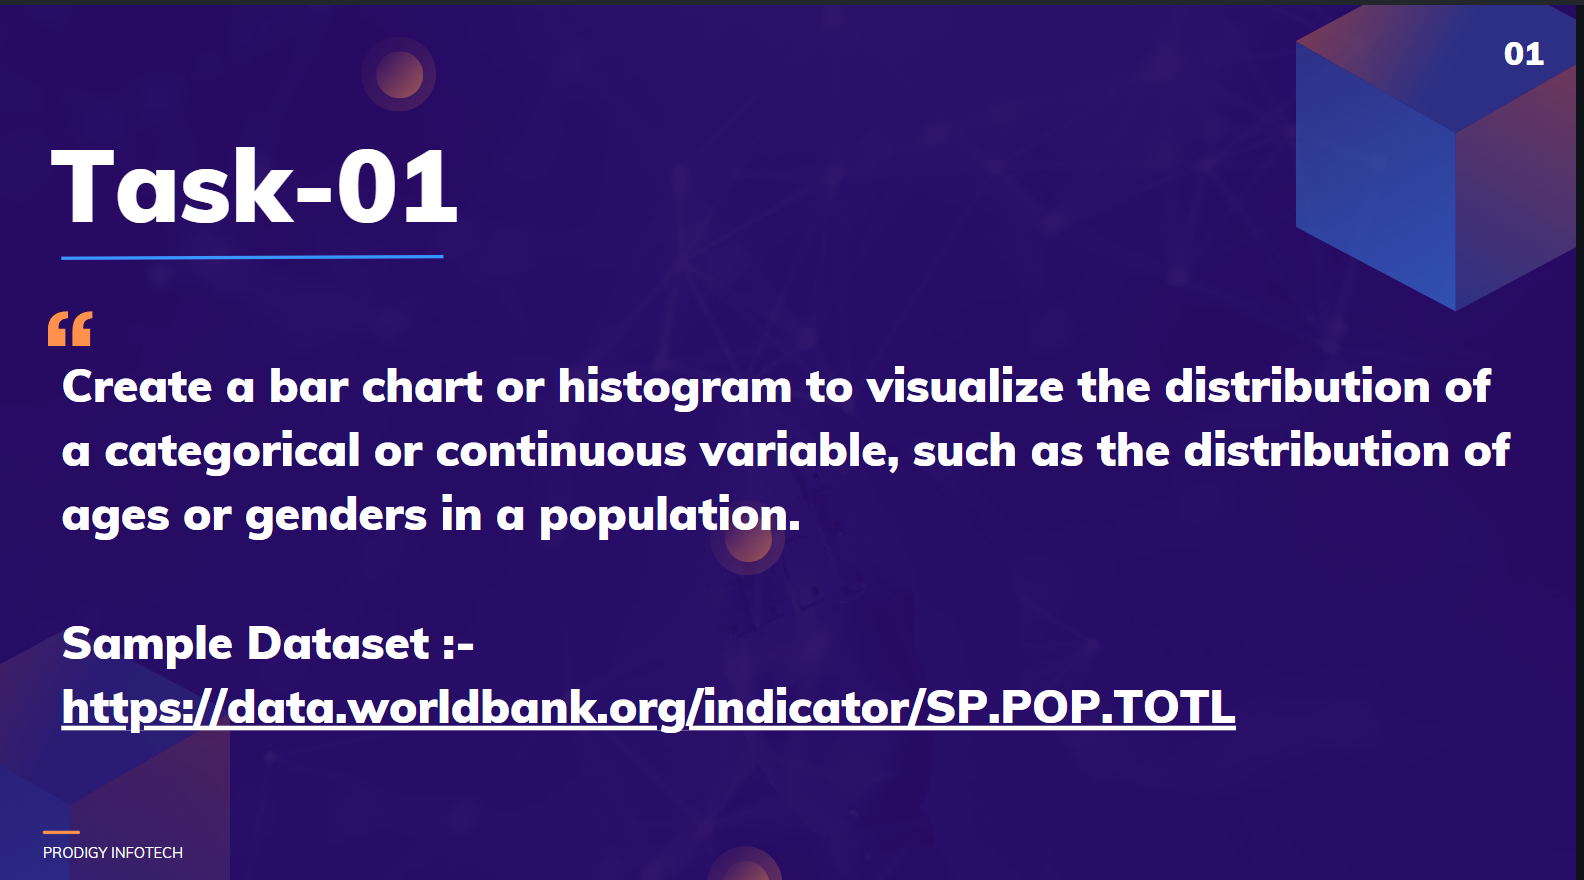 01
Task-01
“
Create a bar chart or histogram to visualize the distribution of
a categorical or continuous variable, such as the distribution of
ages or genders in a population.
Sample Dataset :-
https://data.worldbank.org/indicator/SP.POP.TOTL
PRODIGY INFOTECH